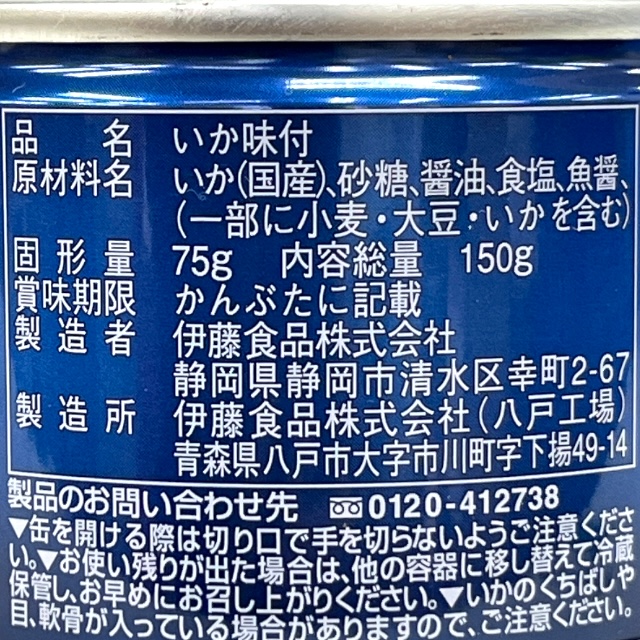 品名 いか味付
原材料名 いか(国産)、砂糖、醤油、食塩、魚醤、
(一部に小麦・大豆・いかを含む)
固形量 75g 内容総量 150g
賞味期限 かんぶたに記載
製造者 伊藤食品株式会社
静岡県静岡市清水区幸町2-67
製造所 伊藤食品株式会社(八戸工場)
青森県八戸市大字市川町字下揚49-14
製品のお問い合わせ先 0120-412738
▼缶を開ける際は切り口で手を切らないようご注意くださ
い。▼お使い残りが出た場合は、他の容器に移し替えて冷蔵
保管し、お早めにお召し上がりください。▼いかのくちばしや
目、軟骨が入っている場合がありますので、ご注意ください。